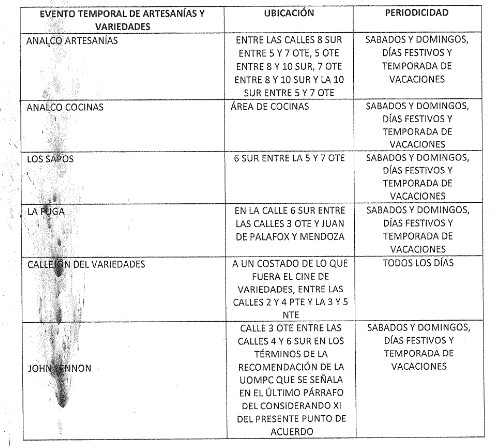 EVENTO TEMPORAL DE ARTESANÍAS Y
VARIEDADES
UBICACIÓN
PERIODICIDAD
ANALCO ARTESANÍAS
ENTRE LAS CALLES 8 SUR
ENTRE 5 Y 7 OTE, 5 OTE
ENTRE 8 Y 10 SUR, 7 OTE
ENTRE 8 Y 10 SUR Y LA 10
SUR ENTRE 5 Y 7 OTE
SABADOS Y DOMINGOS,
DÍAS FESTIVOS Y
TEMPORADA DE
VACACIONES
ANALCO COCINAS
ÁREA DE COCINAS
SABADOS Y DOMINGOS,
DÍAS FESTIVOS Y
TEMPORADA DE
VACACIONES
LOS SAPOS
6 SUR ENTRE LA 5 Y 7 OTE
SABADOS Y DOMINGOS,
DÍAS FESTIVOS Y
TEMPORADA DE
VACACIONES
LA FUGA
EN LA CALLE 6 SUR ENTRE
LAS CALLES 3 OTE Y JUAN
DE PALAFOX Y MENDOZA
SABADOS Y DOMINGOS,
DÍAS FESTIVOS Y
TEMPORADA DE
VACACIONES
CALLEJÓN DEL VARIEDADES
A UN COSTADO DE LO QUE
FUERA EL CINE DE
VARIEDADES, ENTRE LAS
CALLES 2 Y 4 PTE Y LA 3 Y 5
NTE
TODOS LOS DÍAS
JOHN LENNON
CALLE 3 OTE ENTRE LAS
CALLES 4 Y 6 SUR EN LOS
TÉRMINOS DE LA
RECOMENDACIÓN DE LA
UOMPC QUE SE SEÑALA
EN EL ÚLTIMO PÁRRAFO
DEL CONSIDERANDO XI
DEL PRESENTE PUNTO DE
ACUERDO
SABADOS Y DOMINGOS,
DÍAS FESTIVOS Y
TEMPORADA DE
VACACIONES